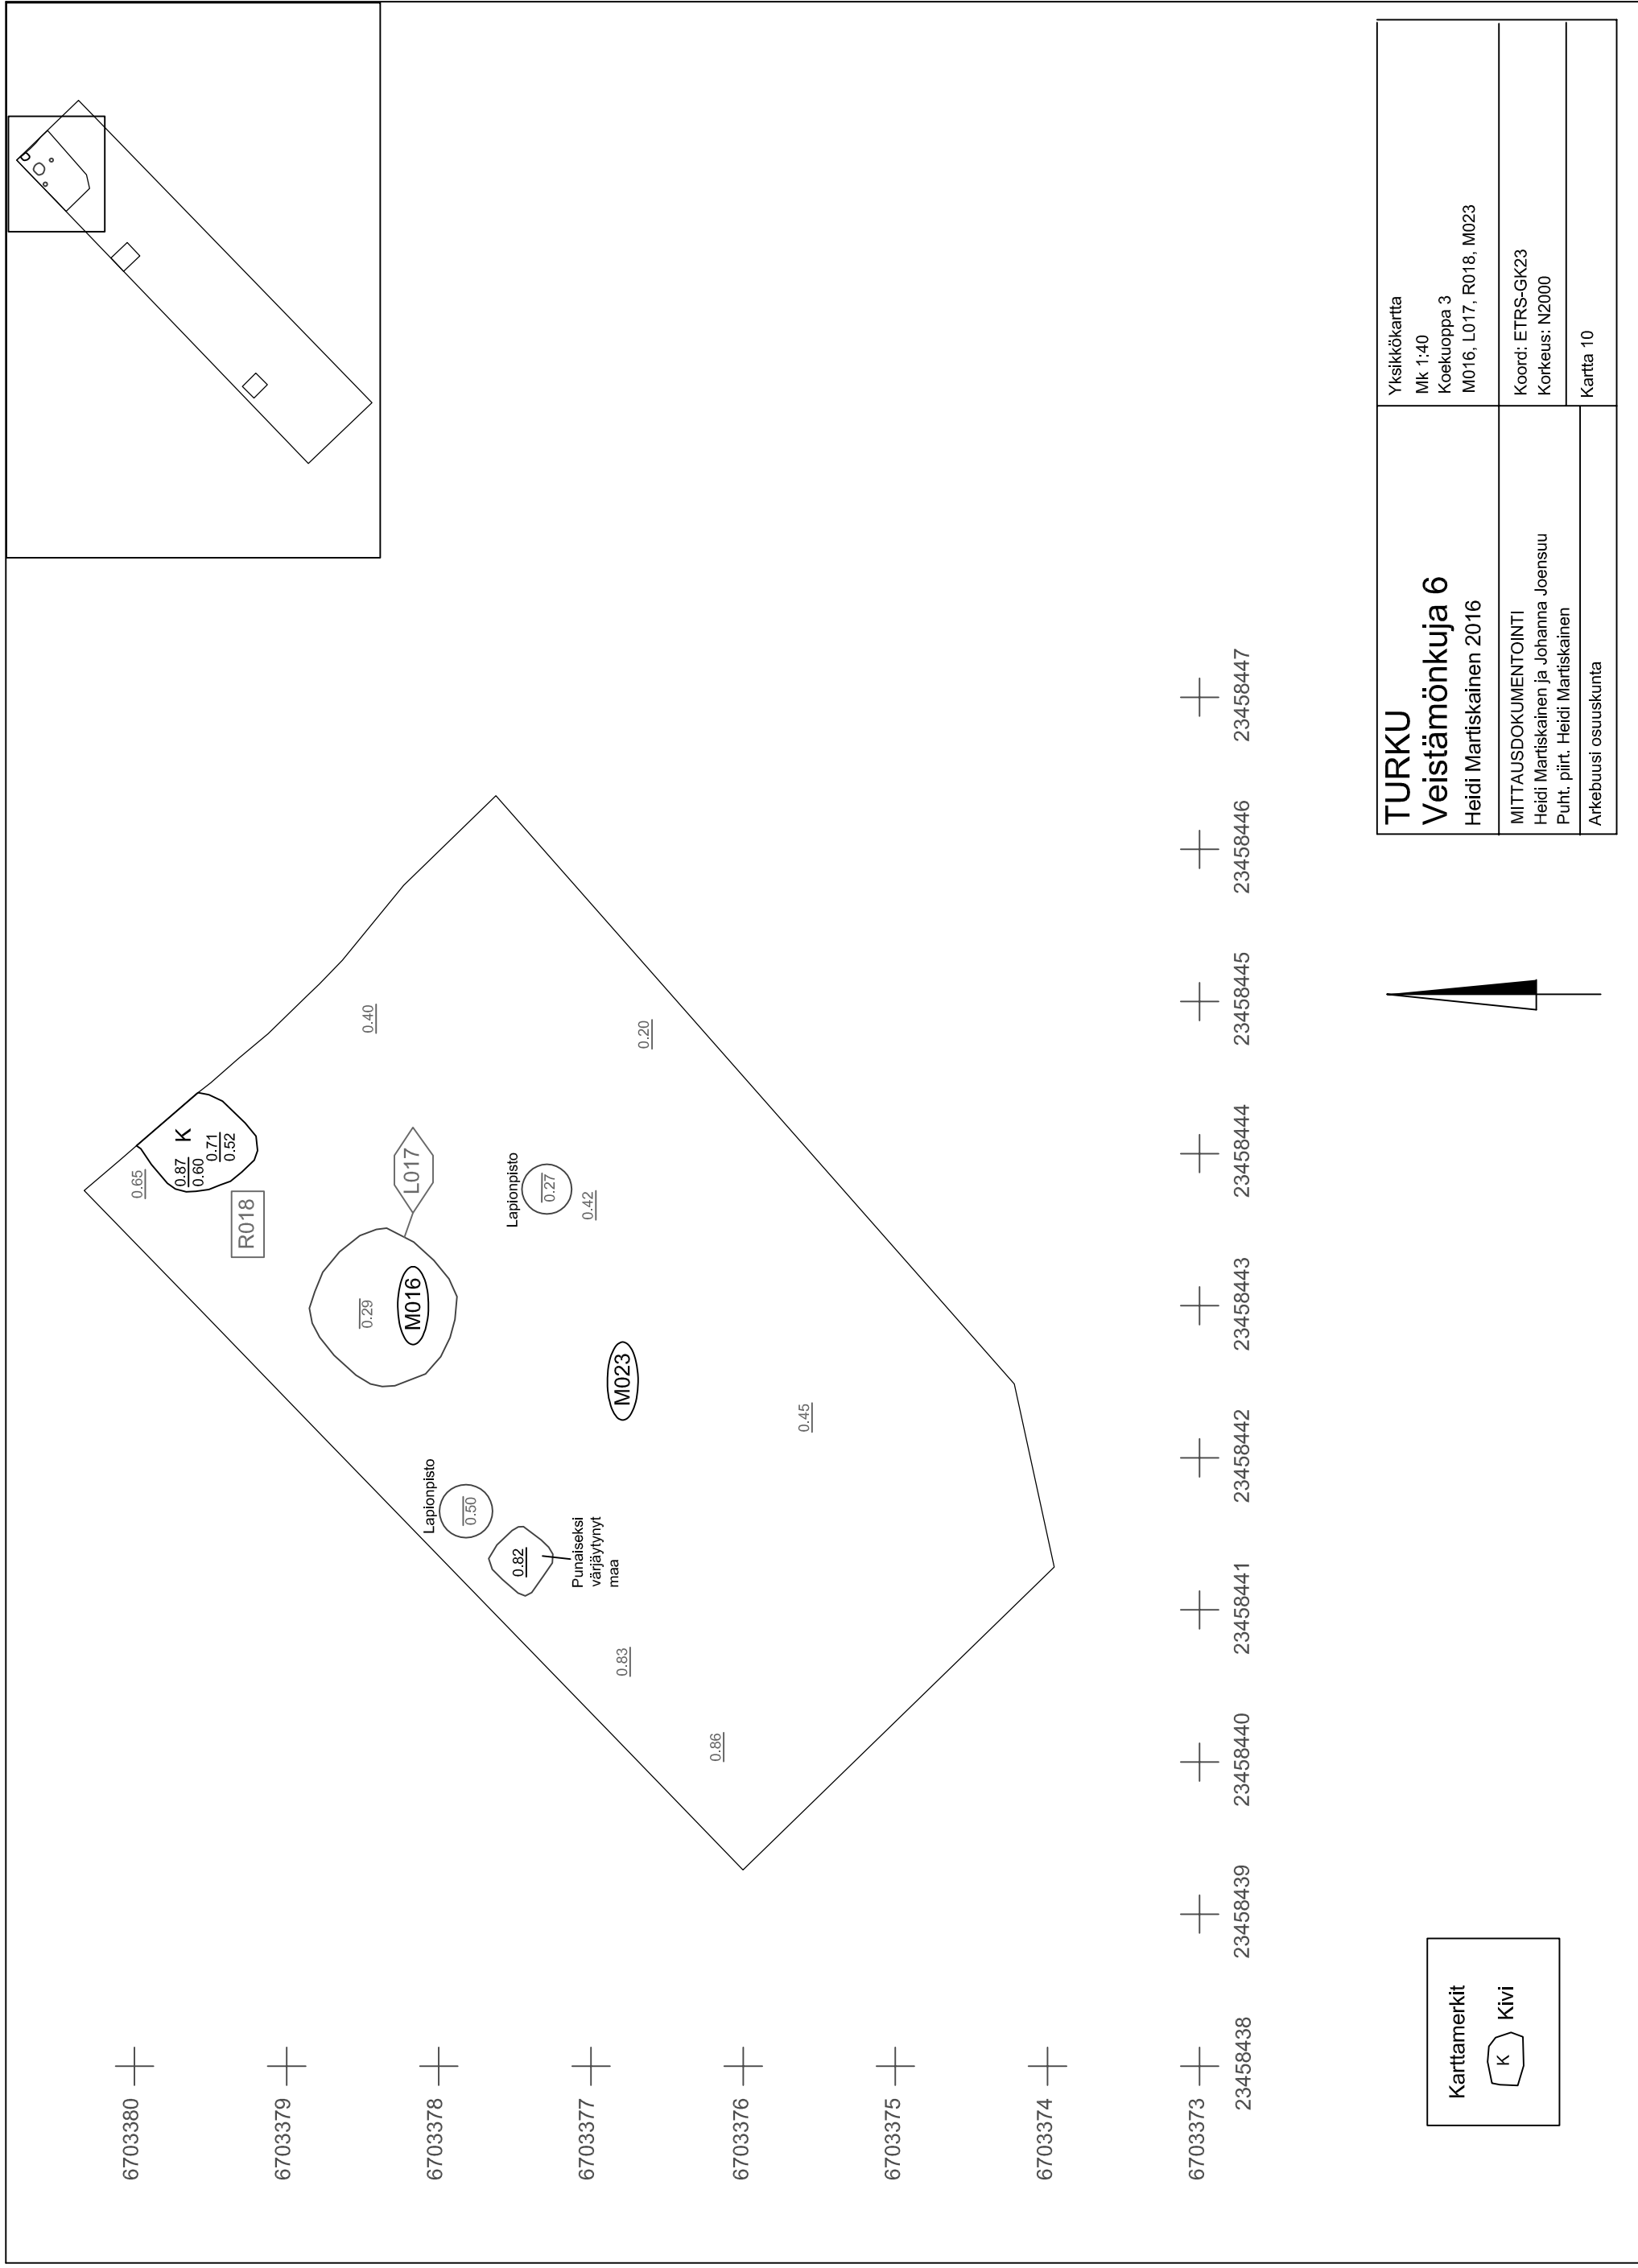 6703380
6703379
6703378
6703377
6703376
6703375
6703374
6703373
23458438
23458439
23458440
23458441
23458442
23458443
23458444
23458445
23458446
23458447
0.65
K
0.87
0.60
0.71
0.52
R018
0.40
L017
0.29
M016
Lapionpisto
0.27
0.42
0.20
M023
Lapionpisto
0.50
0.82
Punaiseksi
värjäytynyt
maa
0.83
0.86
0.45
Karttamerkit
K
Kivi
TURKU
Veistämönkuja 6
Heidi Martiskainen 2016
MITTAUSDOKUMENTOINTI
Heidi Martiskainen ja Johanna Joensuu
Puht. piirt. Heidi Martiskainen
Arkebuusi osuuskunta
Yksikkökartta
Mk 1:40
Koekuoppa 3
M016, L017, R018, M023
Koord: ETRS-GK23
Korkeus: N2000
Kartta 10